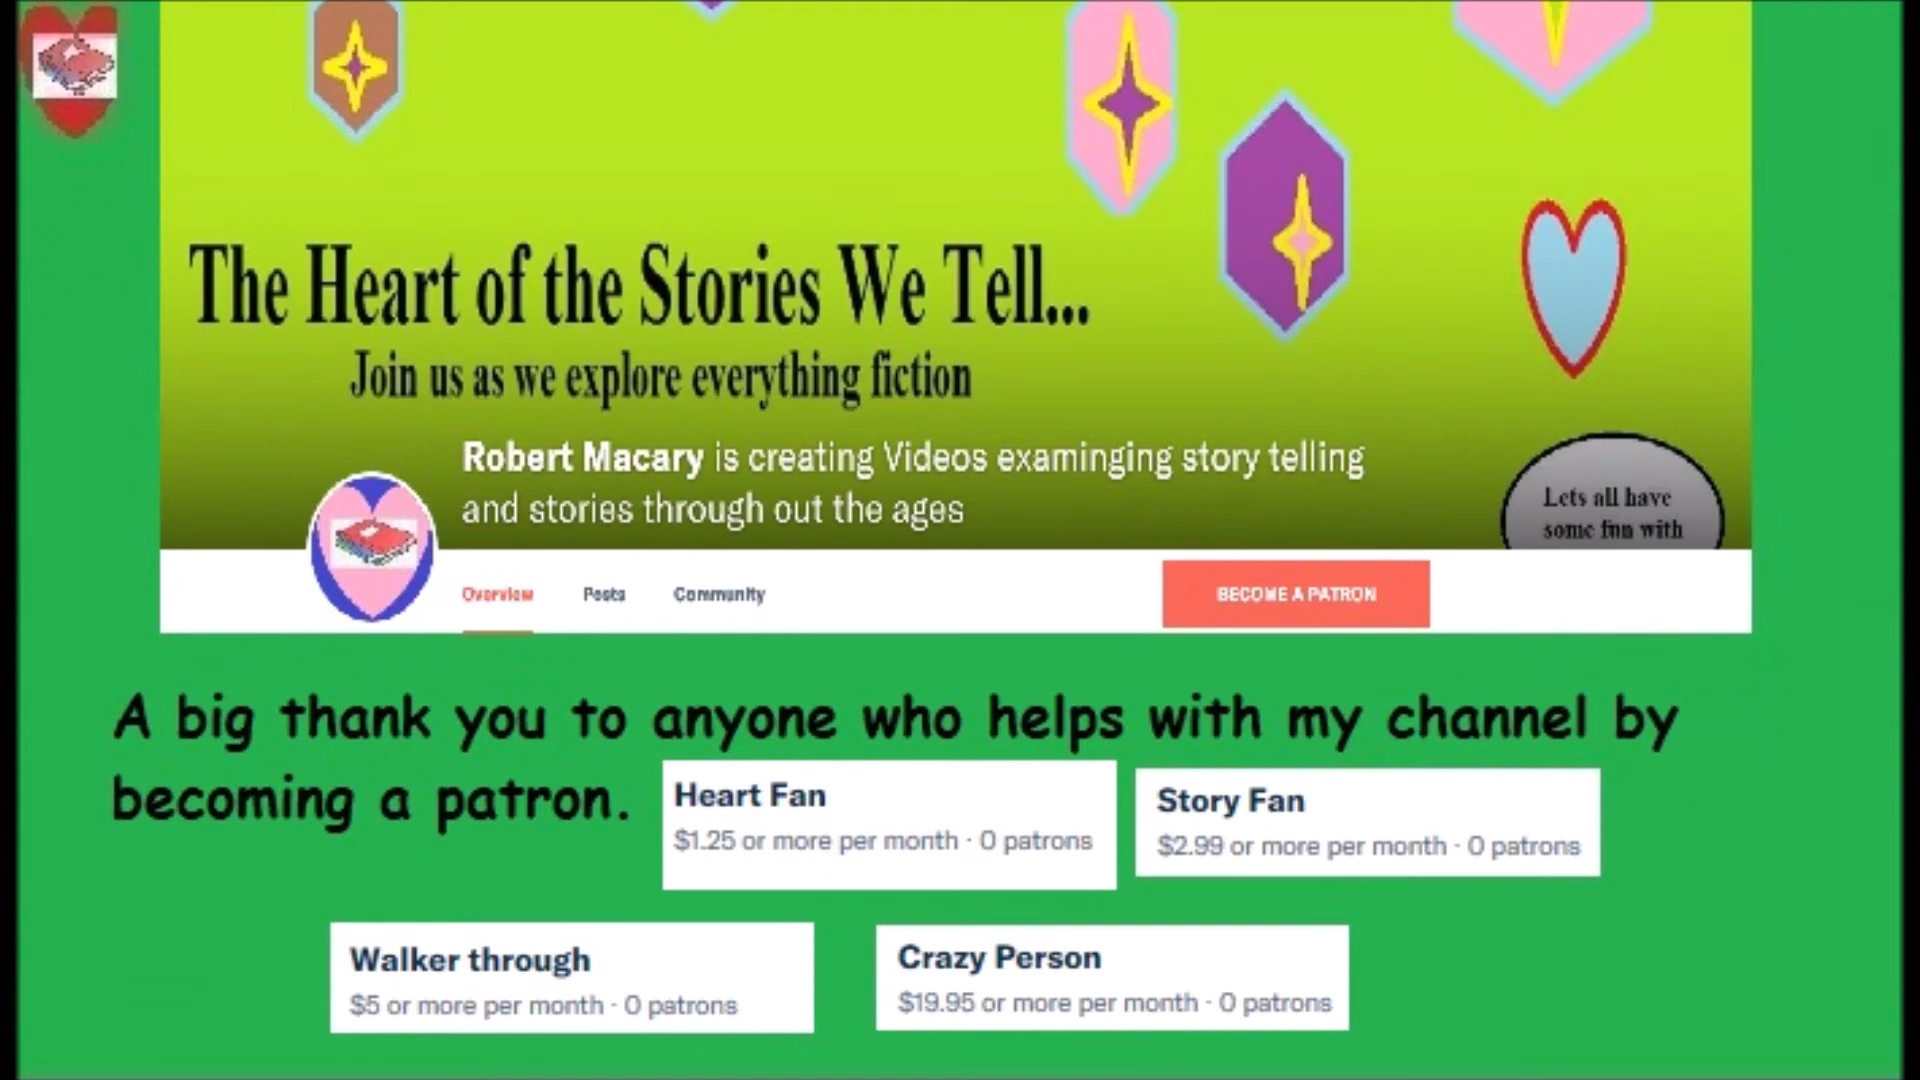 The Heart of the Stories We Tell...
Join us as we explore everything fiction
Robert Macary is creating Videos examinging story telling
and stories through out the ages
Lets all have
some fun with
Overview Posts Community BECOME A PATRON
A big thank you to anyone who helps with my channel by
becoming a patron.
Heart Fan
$1.25 or more per month · 0 patrons
Story Fan
$2.99 or more per month · 0 patrons
Walker through
$5 or more per month · 0 patrons
Crazy Person
$19.95 or more per month · 0 patrons